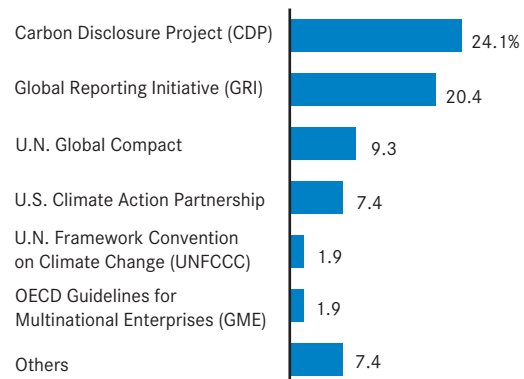 Carbon Disclosure Project (CDP)
24.1%
Global Reporting Initiative (GRI)
20.4
U.N. Global Compact
9.3
U.S. Climate Action Partnership
7.4
U.N. Framework Convention
on Climate Change (UNFCCC)
1.9
OECD Guidelines for
Multinational Enterprises (GME)
1.9
Others
7.4